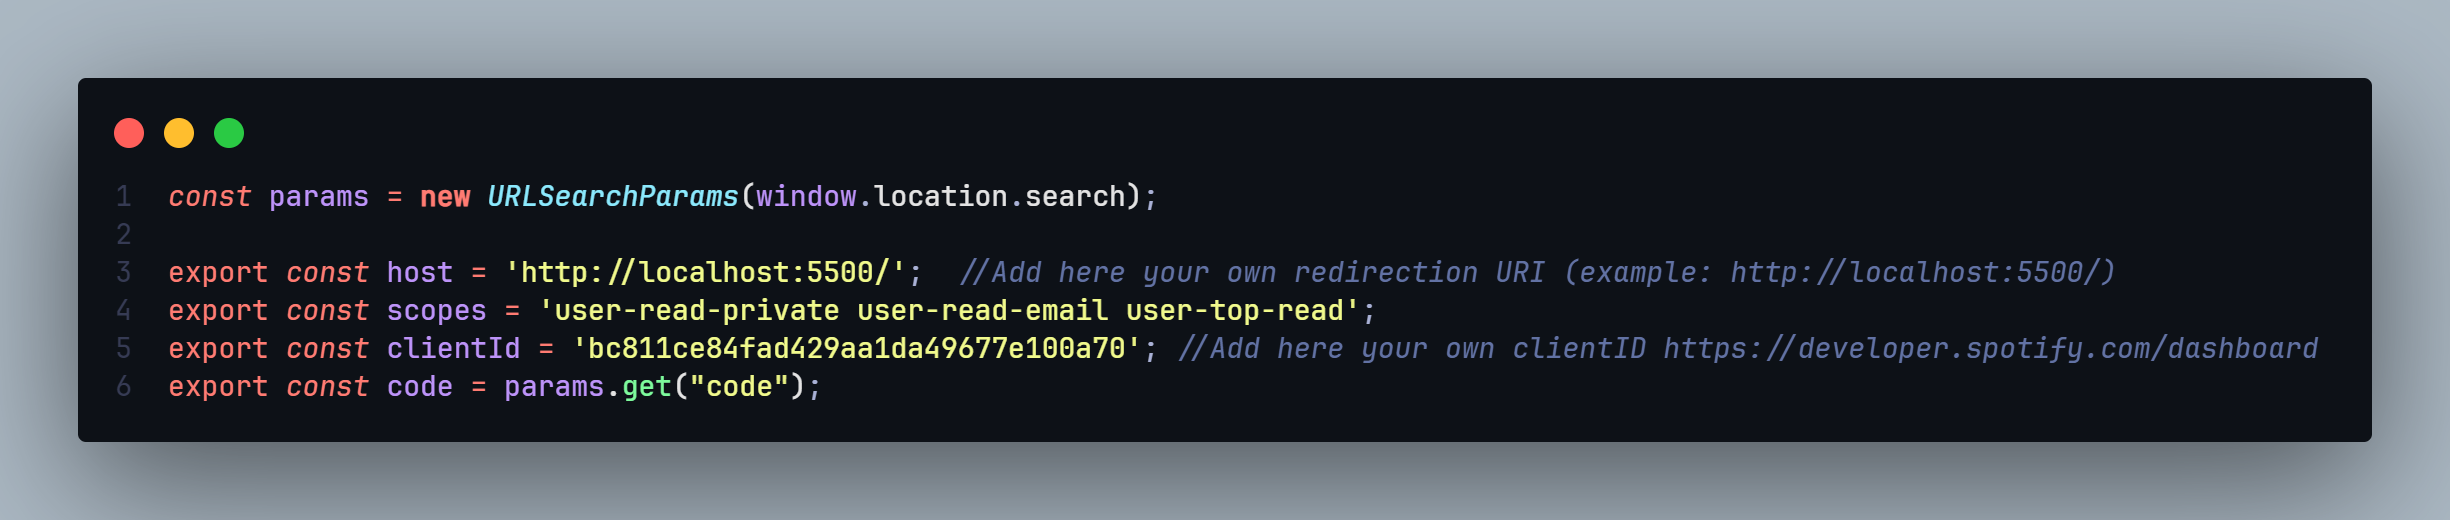 1 const params = new URLSearchParams(window.location.search);
2
3 export const host = 'http://localhost:5500/';  //Add here your own redirection URI (example: http://localhost:5500/)
4 export const scopes = 'user-read-private user-read-email user-top-read';
5 export const clientId = 'bc811ce84fad429aa1da49677e100a70'; //Add here your own clientID https://developer.spotify.com/dashboard
6 export const code = params.get("code");